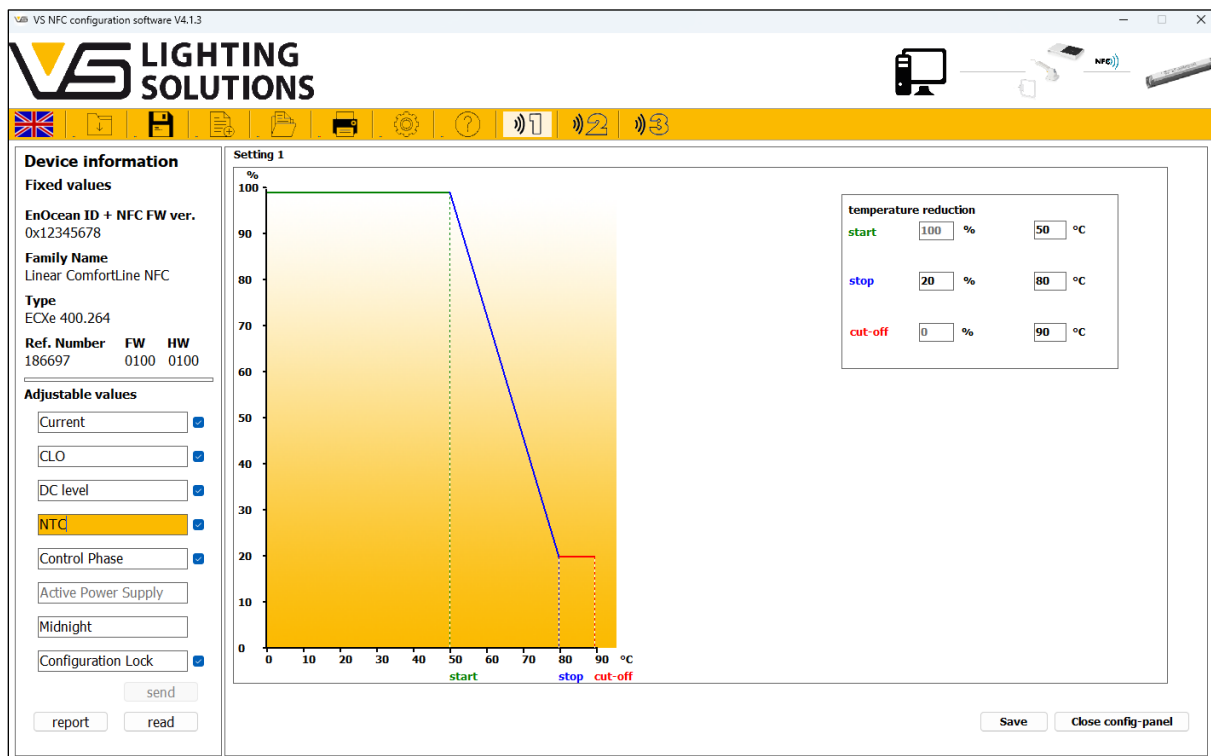 VS NFC configuration software V4.1.3
VS LIGHTING
SOLUTIONS
NFC
1 2 3
Device information
Fixed values
EnOcean ID + NFC FW ver.
0x12345678
Family Name
Linear ComfortLine NFC
Type
ECXe 400.264
Ref. Number FW HW
186697 0100 0100
Adjustable values
Current
CLO
DC level
NTC
Control Phase
Active Power Supply
Midnight
Configuration Lock
send
report read
Setting 1
%
100
90
80
70
60
50
40
30
20
10
0
0 10 20 30 40 50 60 70 80 90 °C
start stop cut-off
temperature reduction
start 100 % 50 °C
stop 20 % 80 °C
cut-off 0 % 90 °C
Save Close config-panel